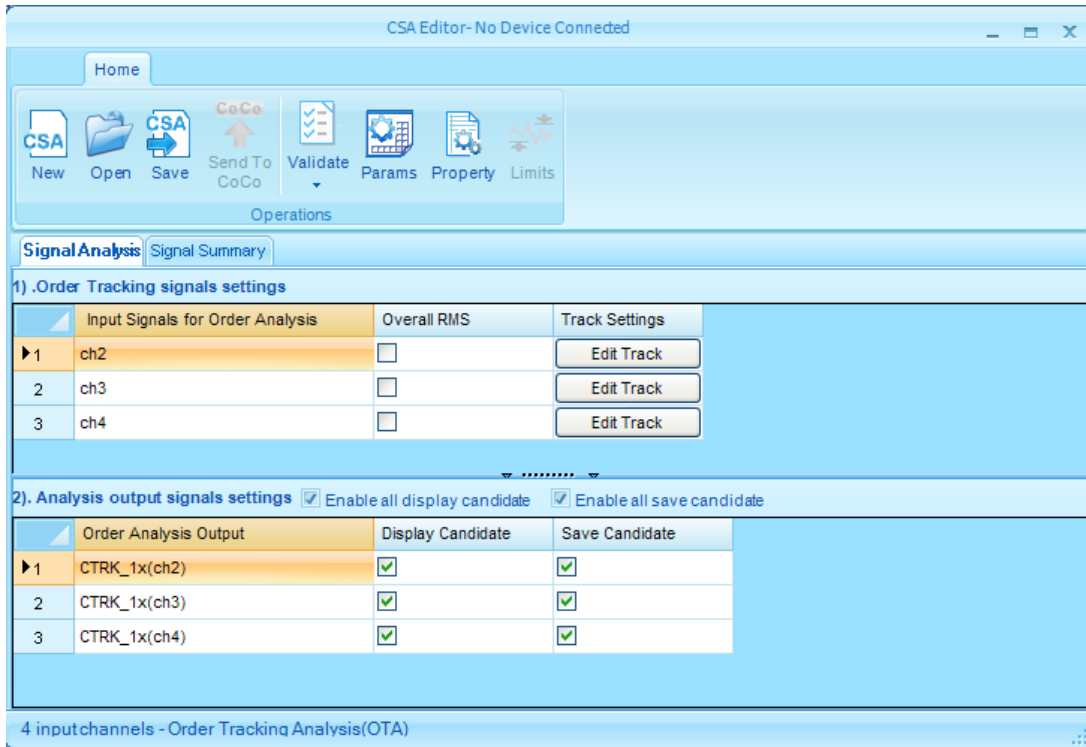 CSA Editor- No Device Connected
Home
CSA
New
Open
CSA
Save
CoCo
Send To
CoCo
Validate
Params
Property
Limits
Operations
Signal Analysis
Signal Summary
1) .Order Tracking signals settings
Input Signals for Order Analysis
Overall RMS
Track Settings
1
ch2
Edit Track
2
ch3
Edit Track
3
ch4
Edit Track
2). Analysis output signals settings
Enable all display candidate
Enable all save candidate
Order Analysis Output
Display Candidate
Save Candidate
1
CTRK_1x(ch2)
2
CTRK_1x(ch3)
3
CTRK_1x(ch4)
4 input channels - Order Tracking Analysis(OTA)